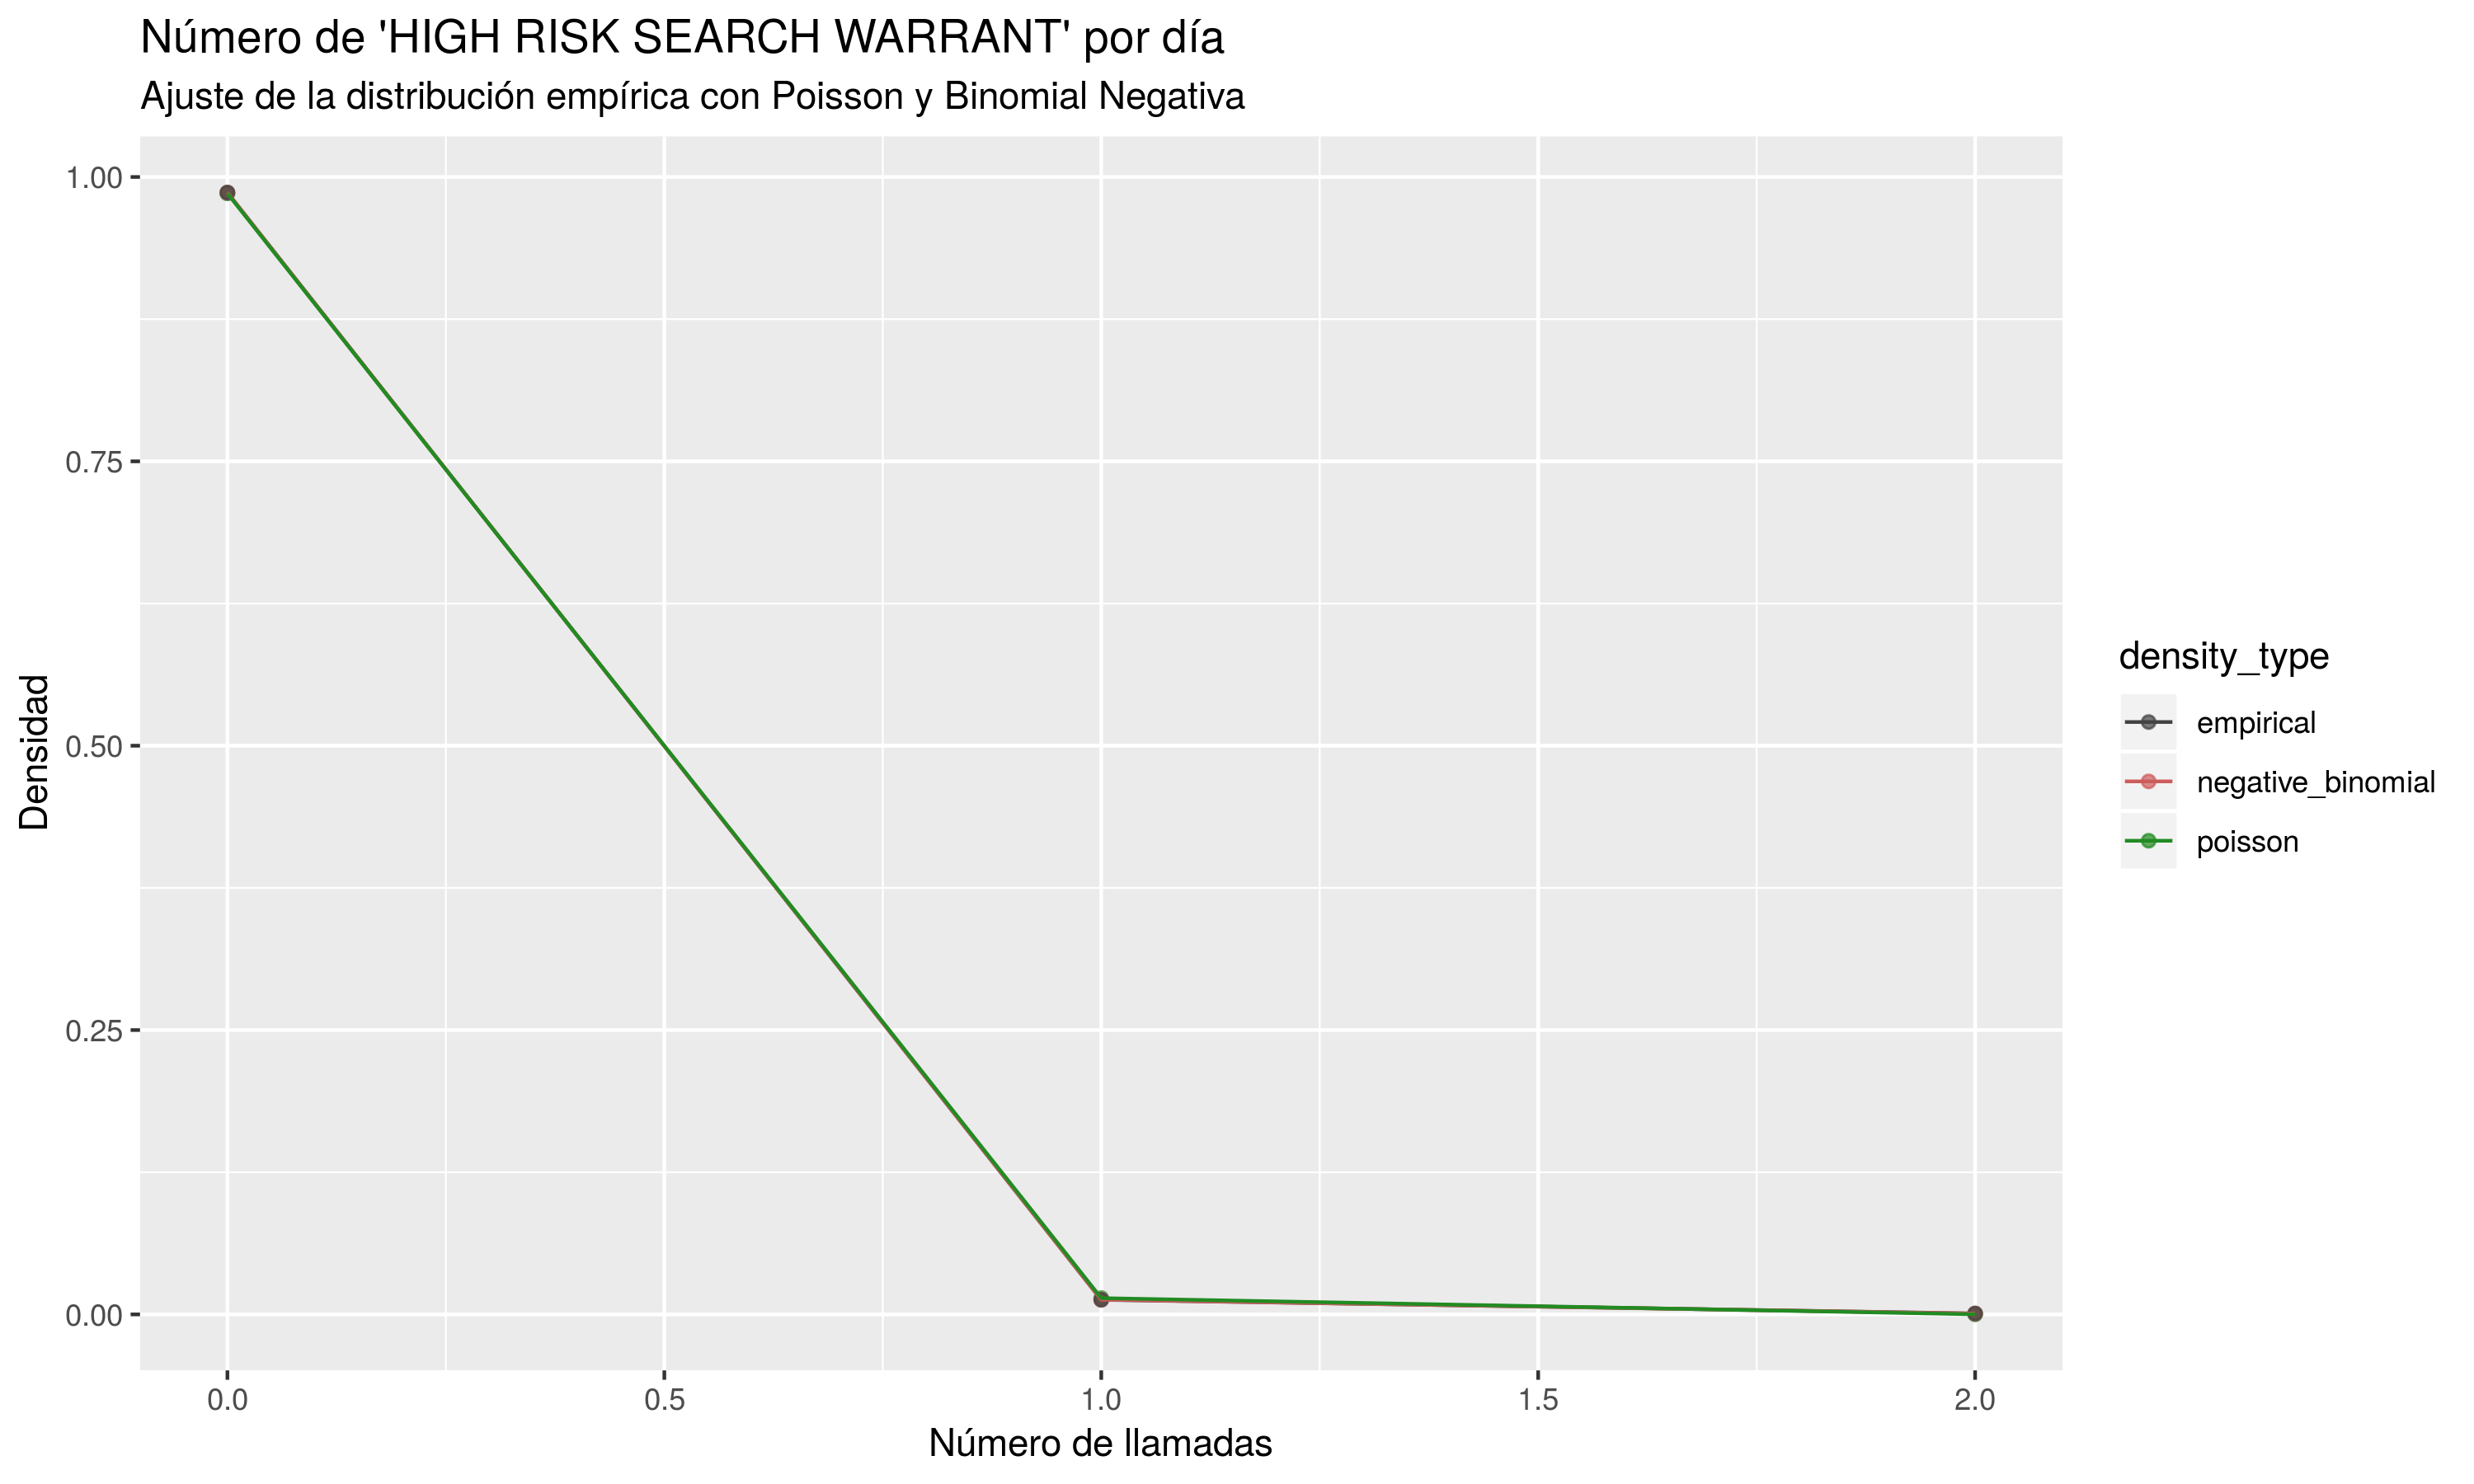 Número de 'HIGH RISK SEARCH WARRANT' por día
Ajuste de la distribución empírica con Poisson y Binomial Negativa
Densidad
1.00
0.75
0.50
0.25
0.00
0.0 0.5 1.0 1.5 2.0
Número de llamadas
density_type
empirical
negative_binomial
poisson